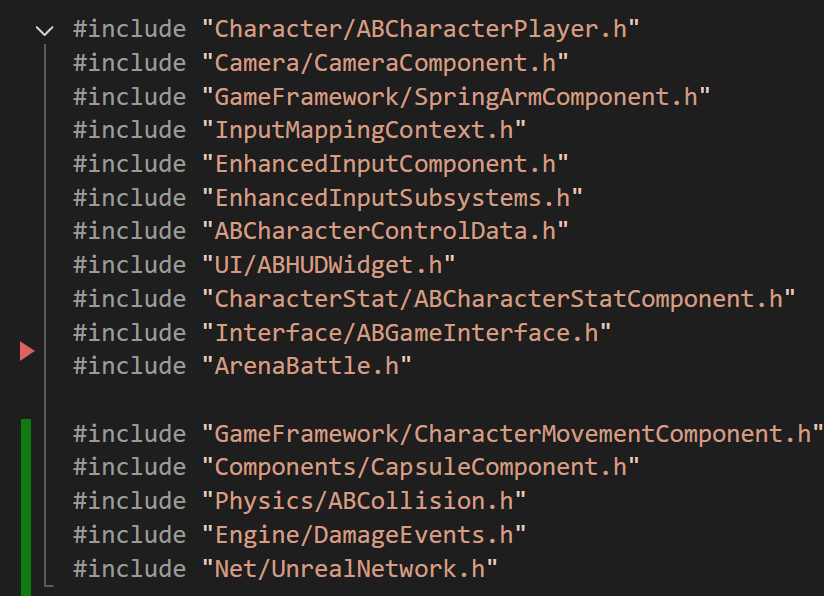 #include "Character/ABCharacterPlayer.h"
#include "Camera/CameraComponent.h"
#include "GameFramework/SpringArmComponent.h"
#include "InputMappingContext.h"
#include "EnhancedInputComponent.h"
#include "EnhancedInputSubsystems.h"
#include "ABCharacterControlData.h"
#include "UI/ABHUDWidget.h"
#include "CharacterStat/ABCharacterStatComponent.h"
#include "Interface/ABGameInterface.h"
#include "ArenaBattle.h"
#include "GameFramework/CharacterMovementComponent.h"
#include "Components/CapsuleComponent.h"
#include "Physics/ABCollision.h"
#include "Engine/DamageEvents.h"
#include "Net/UnrealNetwork.h"